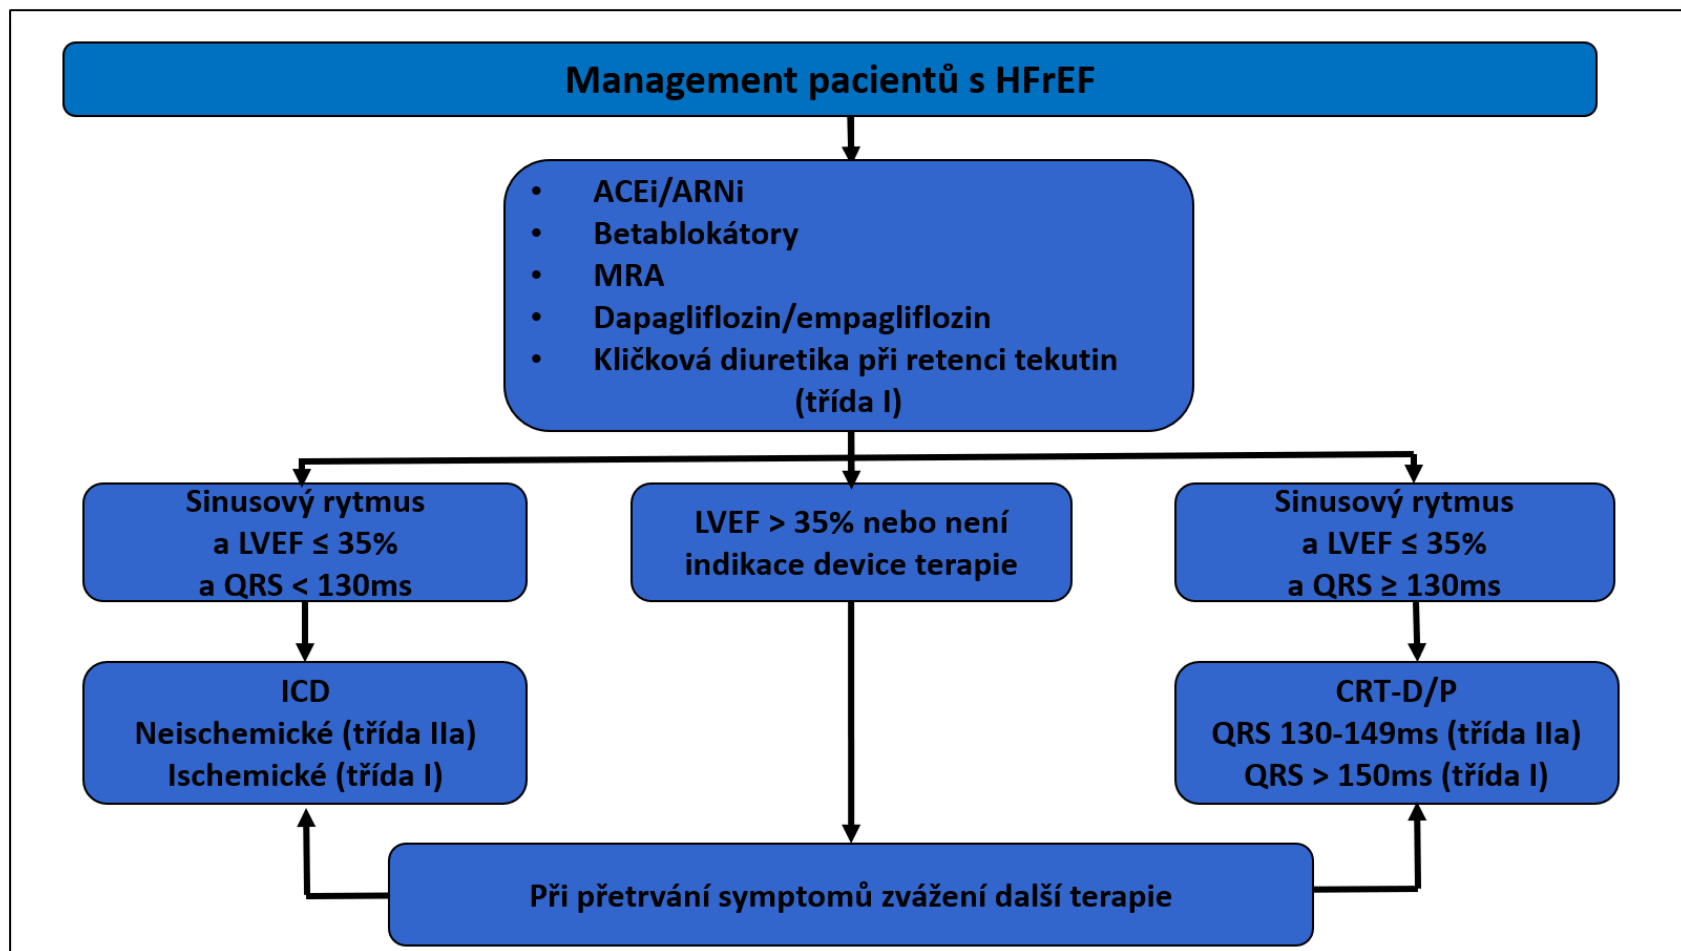 Management pacientů s HFrEF
• ACEi/ARNi
• Betablokátory
• MRA
• Dapagliflozin/empagliflozin
• Kličková diuretika při retenci tekutin
(třída I)
Sinusový rytmus
a LVEF ≤ 35%
a QRS < 130ms
LVEF > 35% nebo není
indikace device terapie
Sinusový rytmus
a LVEF ≤ 35%
a QRS ≥ 130ms
ICD
Neischemické (třída IIa)
Ischemické (třída I)
CRT-D/P
QRS 130-149ms (třída IIa)
QRS > 150ms (třída I)
Při přetrvání symptomů zvážení další terapie